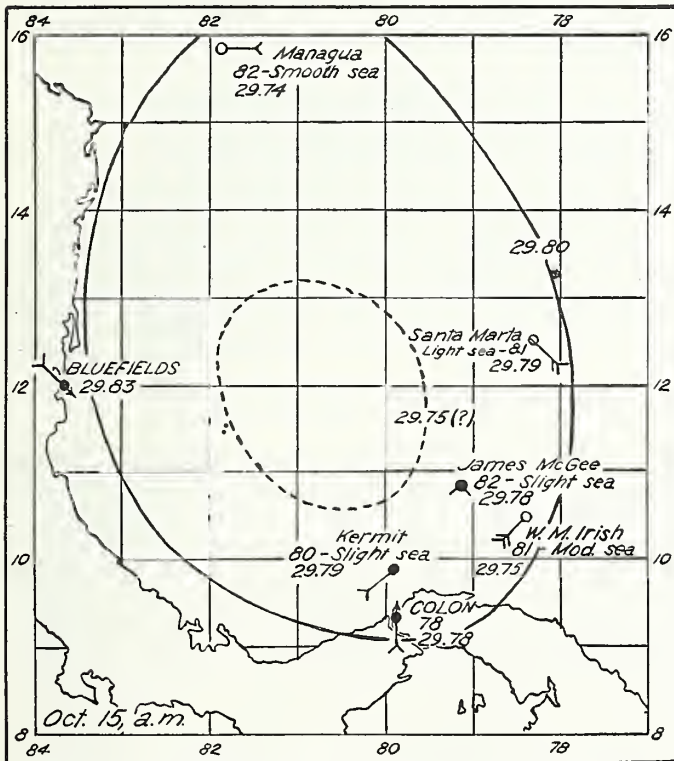 84 82 80 78
16 16
Managua
82-Smooth sea
29.74
14 14
29.80
Santa Marta
Light sea-81
29.79
BLUEFIELDS
29.83
12 12
29.75(?)
James McGee
82-Slight sea
29.78
Kermit
80-Slight sea
29.79
W. M. Irish
81-Mod. sea
29.75
10 10
COLON
78
29.78
Oct. 15, a.m.
8 8
84 82 80 78